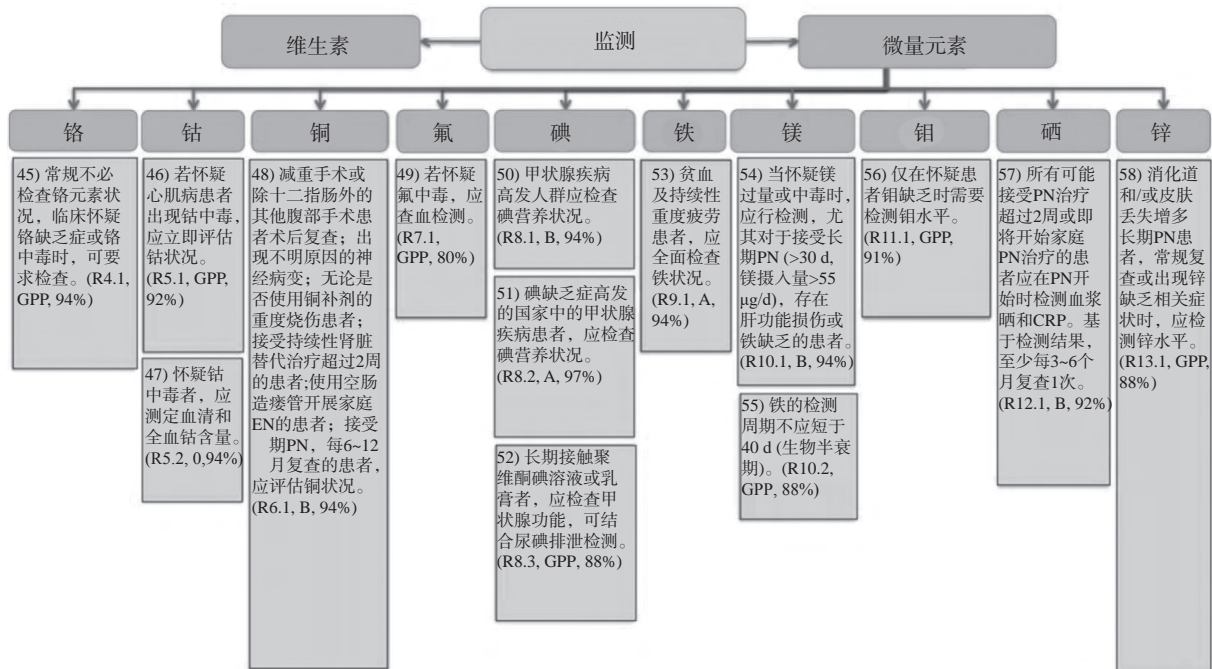 维生素
监测
微量元素
铬
钴
铜
氟
碘
铁
镁
钼
硒
锌
45) 常规不必
检查铬元素状
况，临床怀疑
铬缺乏症或铬
中毒时，可要
求检查。(R4.1,
GPP, 94%)
46) 若怀疑
心肌病患者
出现钴中毒，
应立即评估
钴状况。
(R5.1, GPP,
92%)
47) 怀疑钴
中毒者，应
测定血清和
全血钴含量。
(R5.2, 0,94%)
48) 减重手术或
除十二指肠外的
其他腹部手术患
者术后复查；出
现不明原因的神
经病变；无论是
否使用铜补剂的
重度烧伤患者；
接受持续性肾脏
替代治疗超过2周
的患者;使用空肠
造瘘管开展家庭
EN的患者；接受
期PN，每6~12
月复查的患者，
应评估铜状况。
(R6.1, B, 94%)
49) 若怀疑
氟中毒，应
查血检测。
(R7.1,
GPP, 80%)
50) 甲状腺疾病
高发人群应检查
碘营养状况。
(R8.1, B, 94%)
51) 碘缺乏症高发
的国家中的甲状腺
疾病患者，应检查
碘营养状况。
(R8.2, A, 97%)
52) 长期接触聚
维酮碘溶液或乳
膏者，应检查甲
状腺功能，可结
合尿碘排泄检测。
(R8.3, GPP, 88%)
53) 贫血
及持续性
重度疲劳
患者，应
全面检查
铁状况。
(R9.1, A,
94%)
54) 当怀疑镁
过量或中毒时，
应行检测，尤
其对于接受长
期PN (>30 d,
镁摄入量>55
μg/d)，存在
肝功能损伤或
铁缺乏的患者。
(R10.1, B, 94%)
55) 铁的检测
周期不应短于
40 d (生物半衰
期)。(R10.2,
GPP, 88%)
56) 仅在怀疑患
者钼缺乏时需要
检测钼水平。
(R11.1, GPP,
91%)
57) 所有可能
接受PN治疗
超过2周或即
将开始家庭
PN治疗的患
者应在PN开
始时检测血浆
晒和CRP。基
于检测结果，
至少每3~6个
月复查1次。
(R12.1, B, 92%)
58) 消化道
和/或皮肤
丢失增多
长期PN患
者，常规复
查或出现锌
缺乏相关症
状时，应检
测锌水平。
(R13.1, GPP,
88%)